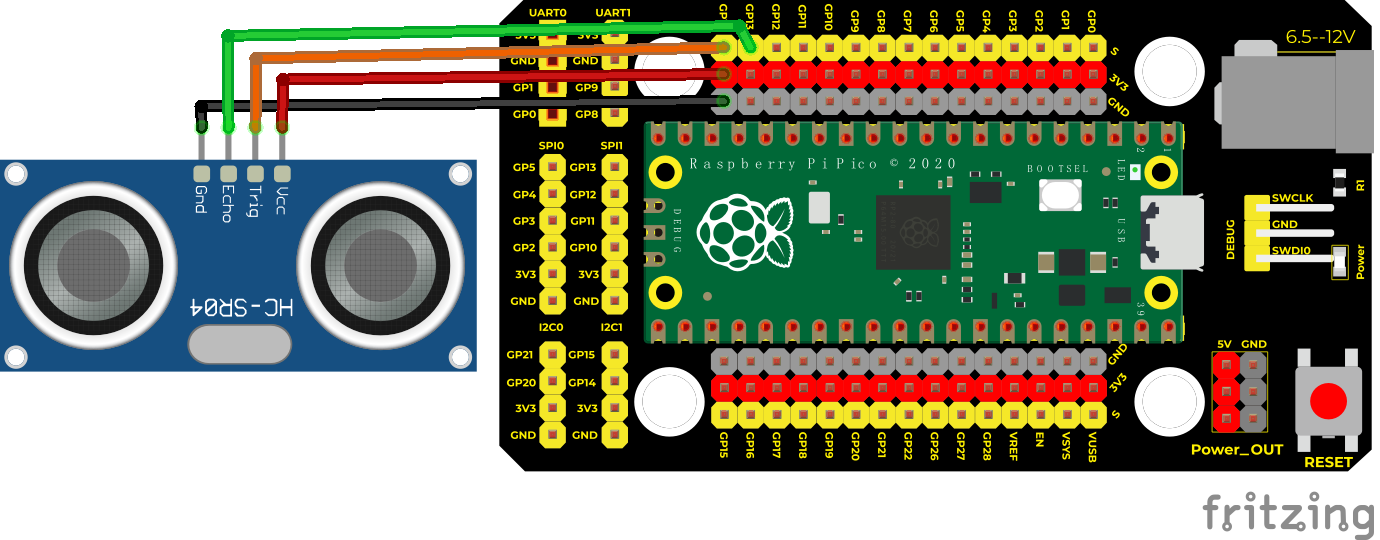 UART0
UART1
GP13
GP12
GP11
GP10
GP9
GP8
GP7
GP6
GP5
GP4
GP3
GP2
GP1
GP0
3V3
GND
GND
GP1
GP9
GP0
GP8
S
3V3
GND
6.5--12V
SPI0
SPI1
GP5
GP13
GP4
GP12
GP3
GP11
GP2
GP10
3V3
3V3
GND
GND
I2C0
I2C1
GP21
GP15
GP20
GP14
3V3
3V3
GND
GND
Raspberry Pi Pico © 2020
BOOTSEL
LED
2
1
USB
DEBUG
39
DEBUG
SWCLK
GND
SWDI0
R1
Power
Gnd
Echo
Trig
Vcc
HC-SR04
GND
3V3
S
GP15
GP16
GP17
GP18
GP19
GP20
GP21
GP22
GP26
GP27
GP28
VREF
EN
VSYS
VUSB
5V
GND
Power_OUT
RESET
fritzing